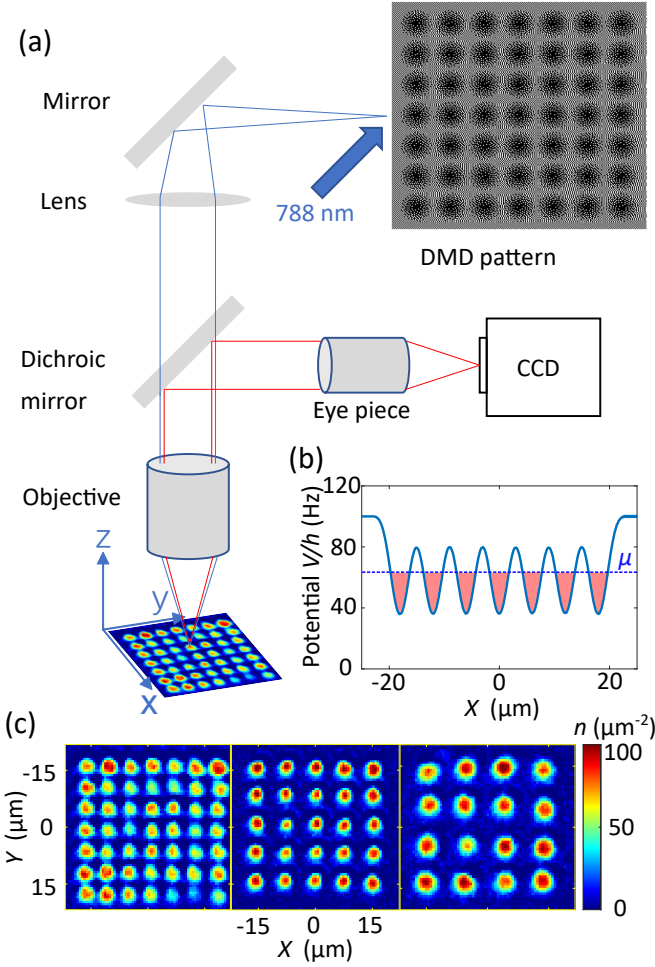 (a)
Mirror
Lens
788 nm
DMD pattern
Dichroic
mirror
Eye piece
CCD
Objective
Z
y
x
(b)
Potential V/h (Hz)
120
80
40
0
μ
-20
0
20
X (μm)
(c)
n (μm⁻²)
Y (μm)
-15
0
15
-15
0
15
X (μm)
100
50
0